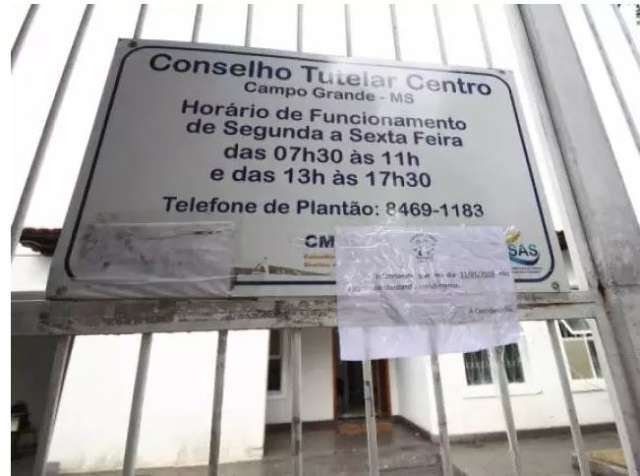 Conselho Tutelar Centro
Campo Grande - MS
Horário de Funcionamento
de Segunda a Sexta Feira
das 07h30 às 11h
e das 13h às 17h30
Telefone de Plantão: 8469-1183
CM
SAS
dia